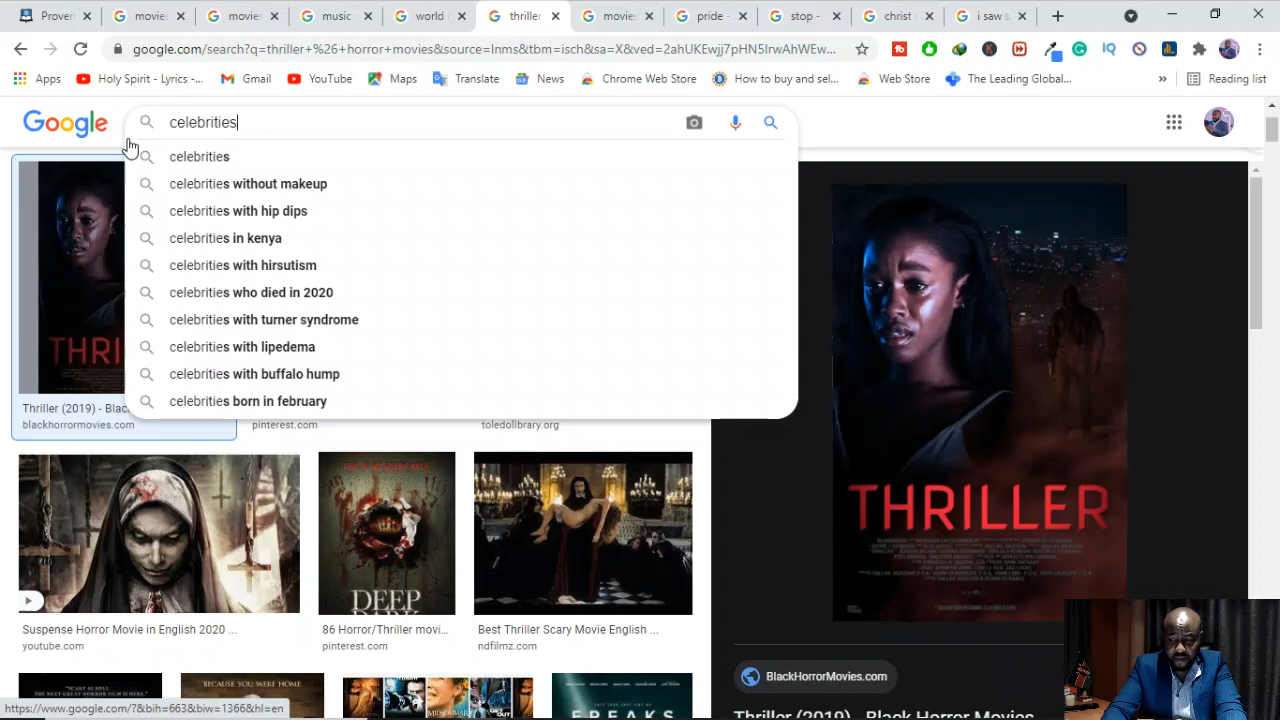 Prover
movies
movie
music
world
thriller
movie
pride
stop -
christ
i saw s
google.com/search?q=thriller+%26+horror+movies&source=lnms&tbm=isch&sa=X&ved=2ahUKEwjj7pHN5IrwAhWEw...
Apps
Holy Spirit - Lyrics -...
Gmail
YouTube
Maps
Translate
News
Chrome Web Store
How to buy and sel...
Web Store
The Leading Global...
»
Reading list
Google
celebrities
celebrities
celebrities without makeup
celebrities with hip dips
celebrities in kenya
celebrities with hirsutism
celebrities who died in 2020
celebrities with turner syndrome
celebrities with lipedema
celebrities with buffalo hump
celebrities born in february
THRI
Thriller (2019) - Blac
blackhorrormovies.com
pinterest.com
toledolibrary.org
THRILLER
DEEP
Suspense Horror Movie in English 2020 ...
youtube.com
86 Horror/Thriller movi...
pinterest.com
Best Thriller Scary Movie English ...
ndfilmz.com
BlackHorrorMovies.com
BECAUSE YOU WERE HOME
MIDSOMMAR
FREAKS
https://www.google.com/?&bih=663&biw=1366&hl=en
Thriller (2019) - Black Horror Movies